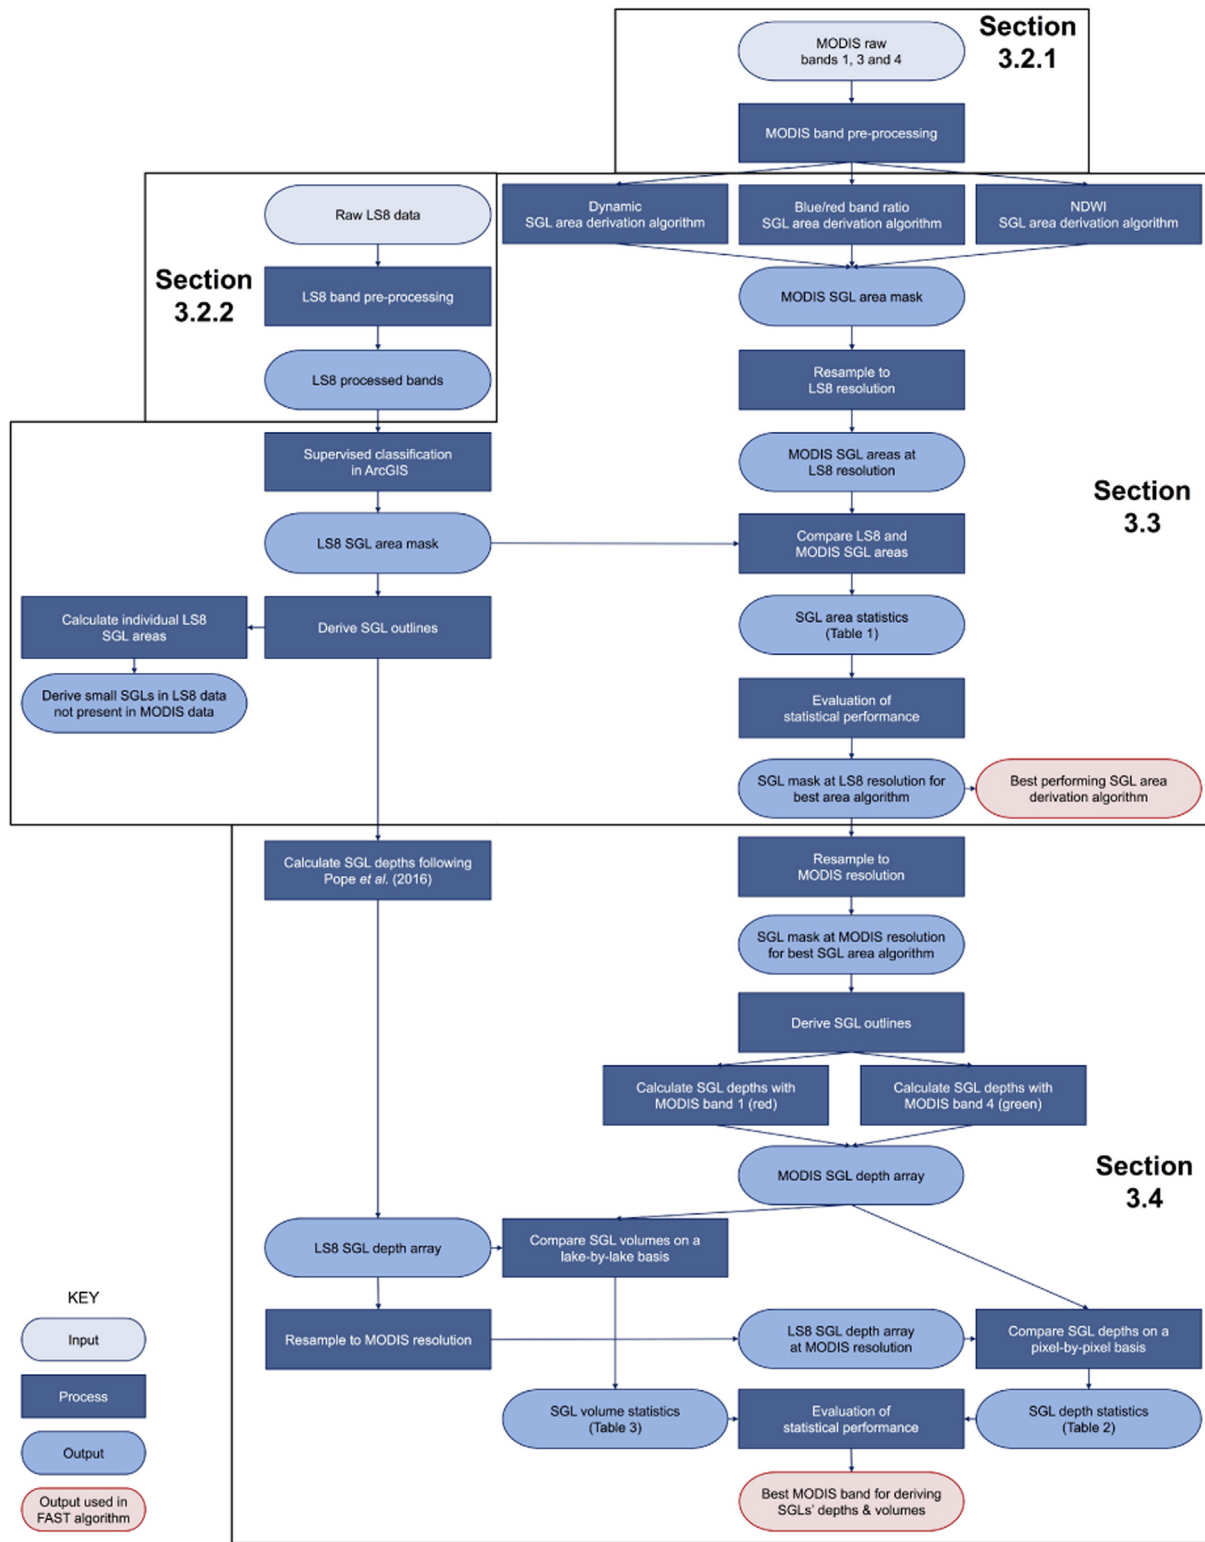 Section
3.2.1
MODIS raw
bands 1, 3 and 4
MODIS band pre-processing
Section
3.2.2
Raw LS8 data
LS8 band pre-processing
LS8 processed bands
Dynamic
SGL area derivation algorithm
Blue/red band ratio
SGL area derivation algorithm
NDWI
SGL area derivation algorithm
MODIS SGL area mask
Resample to
LS8 resolution
MODIS SGL areas at
LS8 resolution
Section
3.3
Supervised classification
in ArcGIS
LS8 SGL area mask
Compare LS8 and
MODIS SGL areas
Calculate individual LS8
SGL areas
Derive SGL outlines
SGL area statistics
(Table 1)
Derive small SGLs in LS8 data
not present in MODIS data
Evaluation of
statistical performance
SGL mask at LS8 resolution for
best area algorithm
Best performing SGL area
derivation algorithm
Calculate SGL depths following
Pope et al. (2016)
Resample to
MODIS resolution
SGL mask at MODIS resolution
for best SGL area algorithm
Derive SGL outlines
Calculate SGL depths with
MODIS band 1 (red)
Calculate SGL depths with
MODIS band 4 (green)
MODIS SGL depth array
Section
3.4
LS8 SGL depth array
Compare SGL volumes on a
lake-by-lake basis
Resample to MODIS resolution
LS8 SGL depth array
at MODIS resolution
Compare SGL depths on a
pixel-by-pixel basis
SGL volume statistics
(Table 3)
Evaluation of
statistical performance
SGL depth statistics
(Table 2)
Best MODIS band for deriving
SGLs' depths & volumes
KEY
Input
Process
Output
Output used in
FAST algorithm